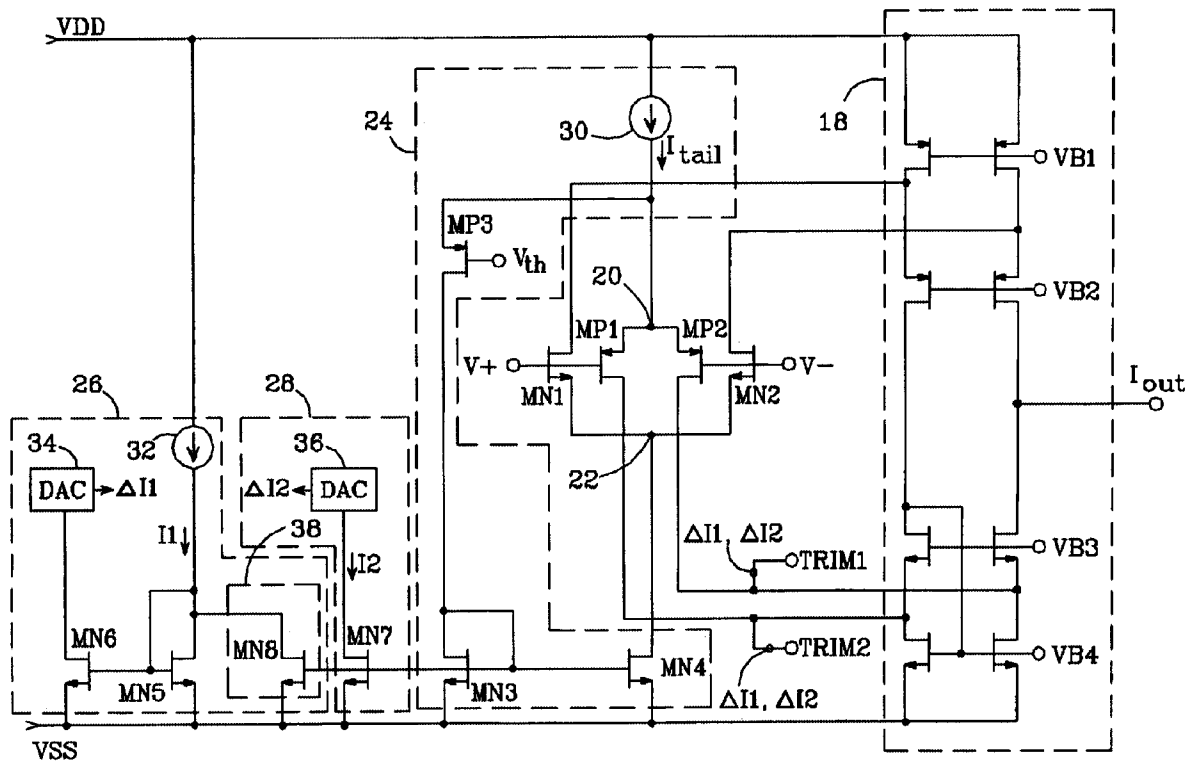 VDD
18
24
30
I tail
VB1
MP3
Vth
20
VB2
MP1
MP2
V+
V-
MN1
MN2
Iout
26
28
32
34
36
22
DAC
ΔI1
ΔI2
DAC
I1
38
I2
ΔI1, ΔI2
TRIM1
VB3
MN6
MN8
MN7
TRIM2
MN5
MN3
MN4
VB4
ΔI1, ΔI2
VSS